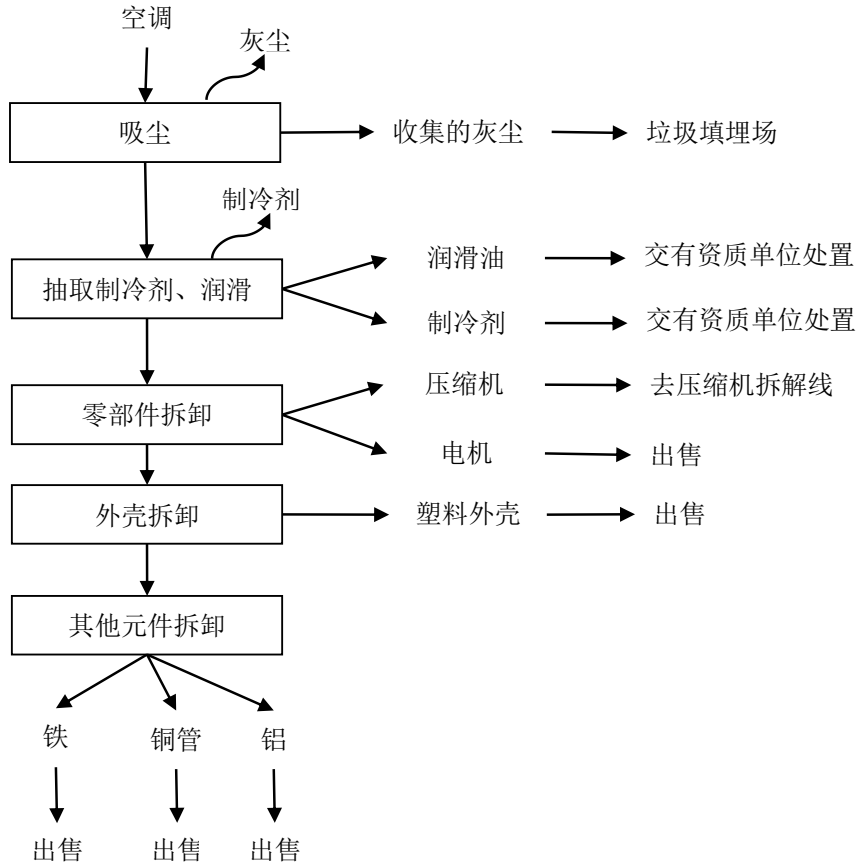 空调
灰尘
吸尘
收集的灰尘
垃圾填埋场
制冷剂
抽取制冷剂、润滑
润滑油
交有资质单位处置
制冷剂
交有资质单位处置
零部件拆卸
压缩机
去压缩机拆解线
电机
出售
外壳拆卸
塑料外壳
出售
其他元件拆卸
铁
铜管
铝
出售
出售
出售